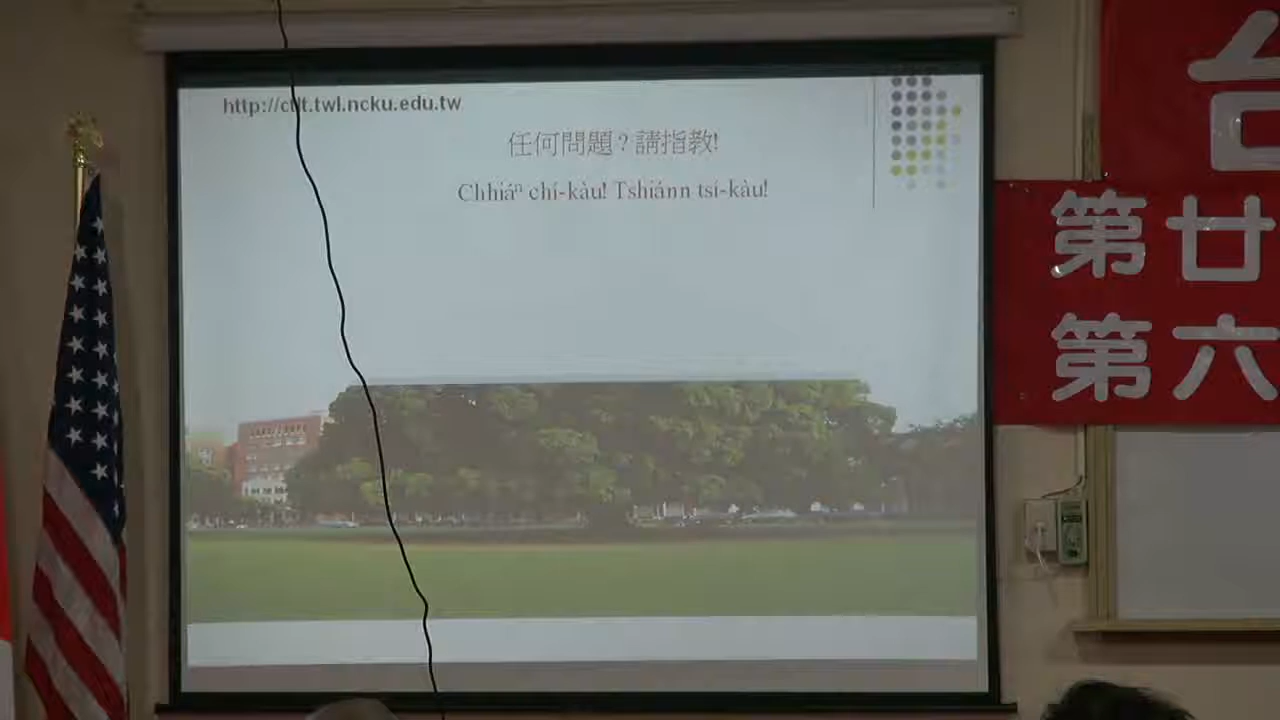 http://ctlt.twl.ncku.edu.tw
任何問題？請指教!
Chhiáⁿ chí-kàu! Tshiánn tsí-kàu!
台
第廿
第六